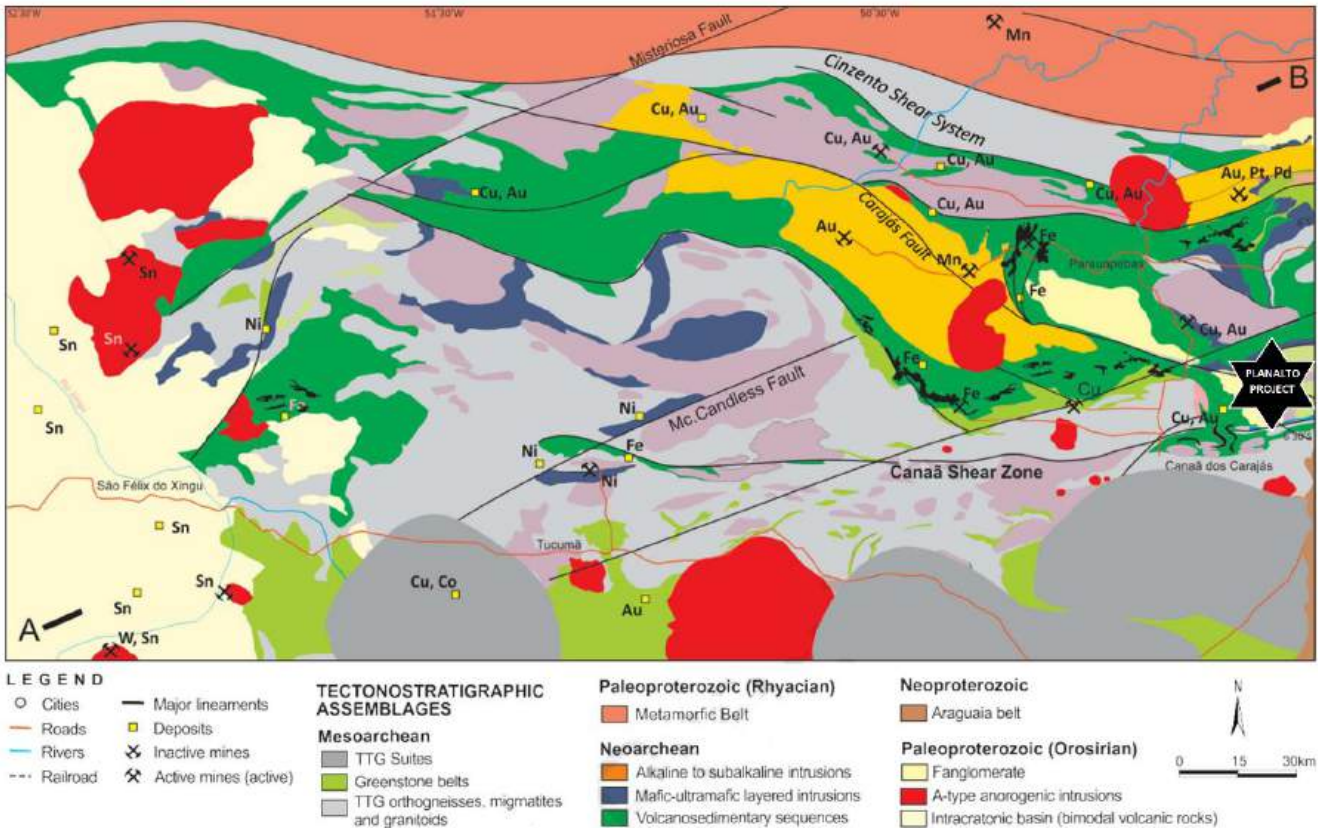 52°30'W
51°30'W
50°30'W
Misteriosa Fault
Mn
B
Cinzento Shear System
Cu, Au
Cu, Au
Cu, Au
Cu, Au
Au, Pt, Pd
Cu, Au
Cu, Au
Carajás Fault
Au
Fe
Mn
Parauapebas
Sn
Fe
Ni
Sn
Sn
Cu, Au
PLANALTO
PROJECT
Fe
Mc.Candless Fault
Fe
Cu
Sn
Fe
Ni
Cu, Au
Ni
Fe
Ni
Canaã Shear Zone
Canaã dos Carajás
São Félix do Xingu
Sn
Tucumã
Sn
Cu, Co
Sn
Au
A
W, Sn
LEGEND
Cities
Roads
Rivers
Railroad
Major lineaments
Deposits
Inactive mines
Active mines (active)
TECTONOSTRATIGRAPHIC
ASSEMBLAGES
Mesoarchean
TTG Suites
Greenstone belts
TTG orthogneisses. migmatites
and granitoids
Paleoproterozoic (Rhyacian)
Metamorfic Belt
Neoarchean
Alkaline to subalkaline intrusions
Mafic-ultramafic layered intrusions
Volcanosedimentary sequences
Neoproterozoic
Araguaia belt
Paleoproterozoic (Orosirian)
Fanglomerate
A-type anorogenic intrusions
Intracratonic basin (bimodal volcanic rocks)
N
0 15 30km